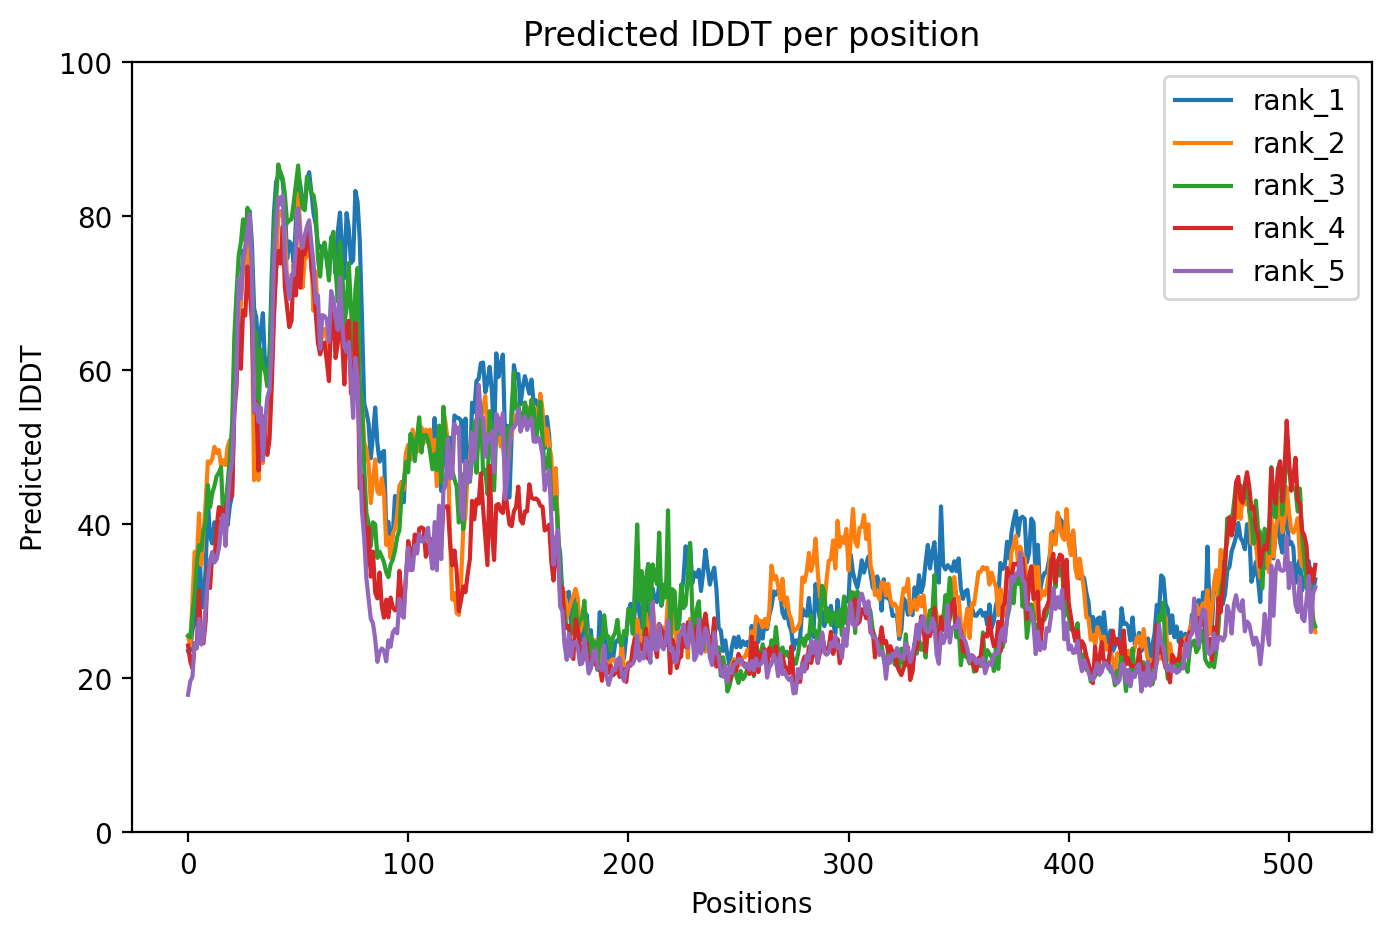 Predicted lDDT per position
100
80
60
40
20
0
Predicted lDDT
0 100 200 300 400 500
Positions
rank_1
rank_2
rank_3
rank_4
rank_5